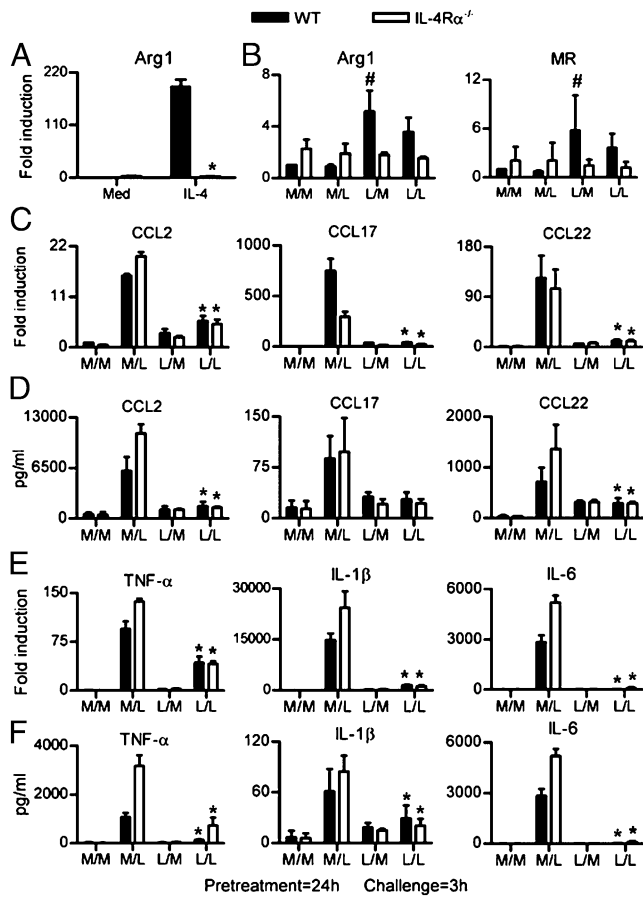 WT IL-4Rα-/-
A B
Arg1 Arg1 MR
Fold induction
220
110
0
Med IL-4
*
8
4
0
#
M/M M/L L/M L/L
12
6
0
#
M/M M/L L/M L/L
C
CCL2 CCL17 CCL22
Fold induction
22
11
0
* *
M/M M/L L/M L/L
1000
500
0
* *
M/M M/L L/M L/L
180
90
0
* *
M/M M/L L/M L/L
D
CCL2 CCL17 CCL22
pg/ml
13000
6500
0
* *
M/M M/L L/M L/L
150
75
0
M/M M/L L/M L/L
2000
1000
0
* *
M/M M/L L/M L/L
E
TNF-α IL-1β IL-6
Fold induction
150
75
0
* *
M/M M/L L/M L/L
30000
15000
0
* *
M/M M/L L/M L/L
6000
3000
0
* *
M/M M/L L/M L/L
F
TNF-α IL-1β IL-6
pg/ml
4000
2000
0
* *
M/M M/L L/M L/L
120
60
0
* *
M/M M/L L/M L/L
6000
3000
0
* *
M/M M/L L/M L/L
Pretreatment=24h Challenge=3h